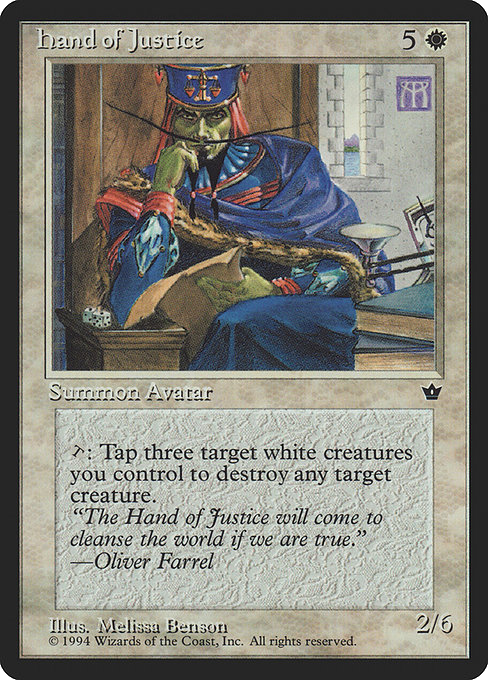 Hand of Justice 5
Summon Avatar
: Tap three target white creatures
you control to destroy any target
creature.
“The Hand of Justice will come to
cleanse the world if we are true.”
—Oliver Farrel
Illus. Melissa Benson 2/6
© 1994 Wizards of the Coast, Inc. All rights reserved.